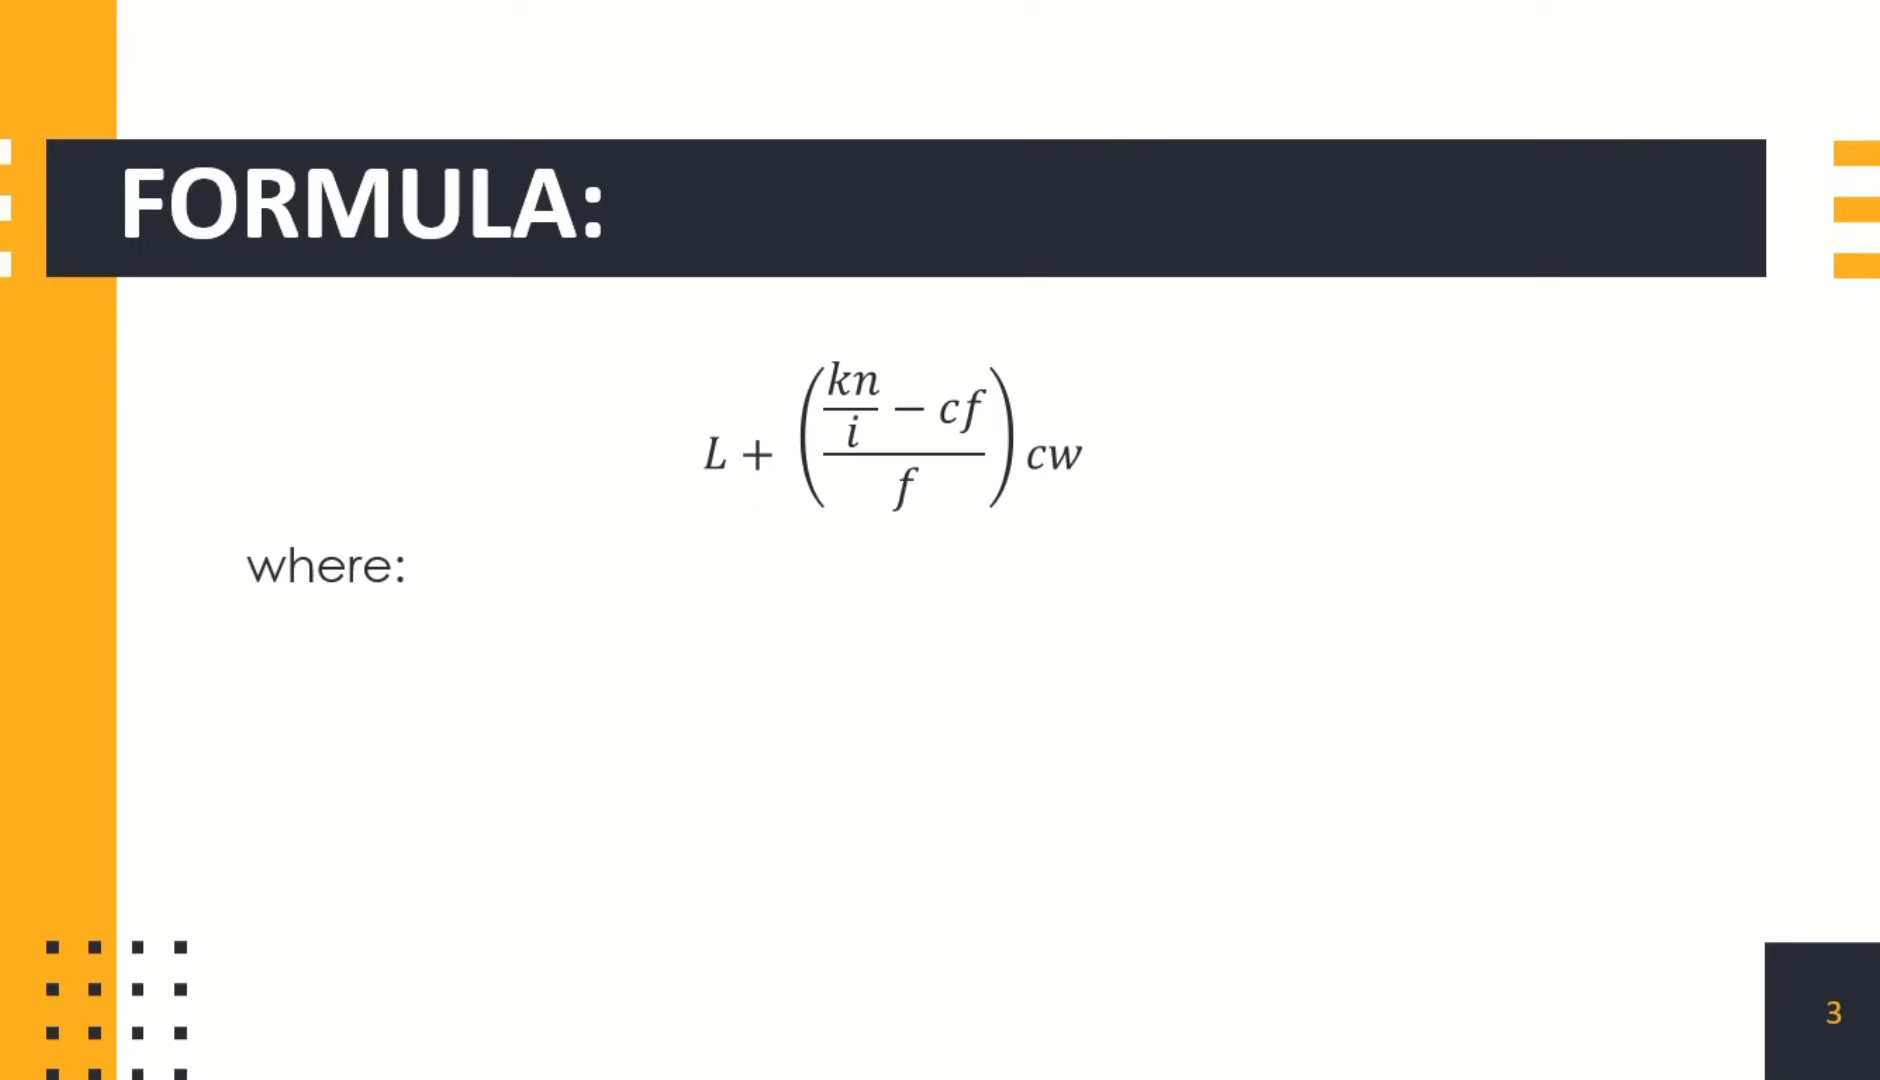 FORMULA:
L + ((kn/i − cf)/f) cw
where:
3